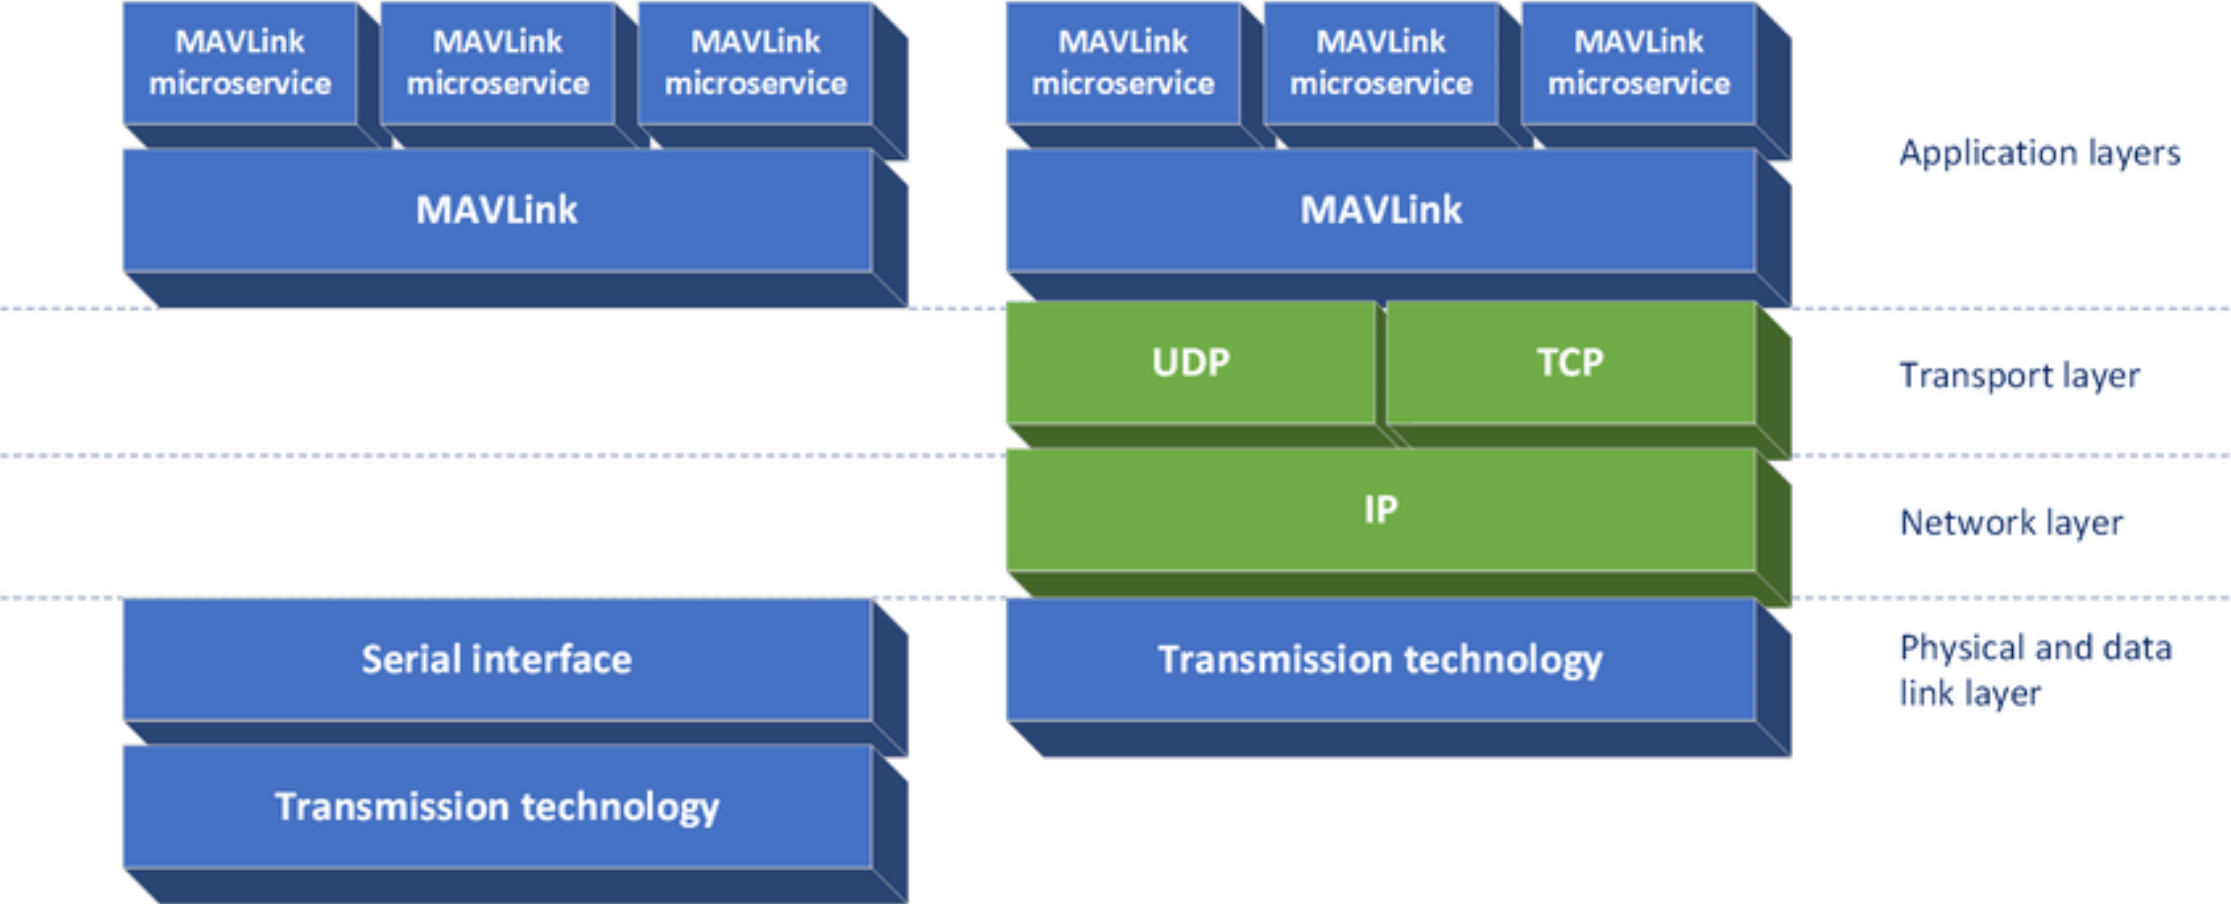 MAVLink
microservice
MAVLink
microservice
MAVLink
microservice
MAVLink
microservice
MAVLink
microservice
MAVLink
microservice
Application layers
MAVLink
MAVLink
UDP
TCP
Transport layer
IP
Network layer
Serial interface
Transmission technology
Physical and data
link layer
Transmission technology